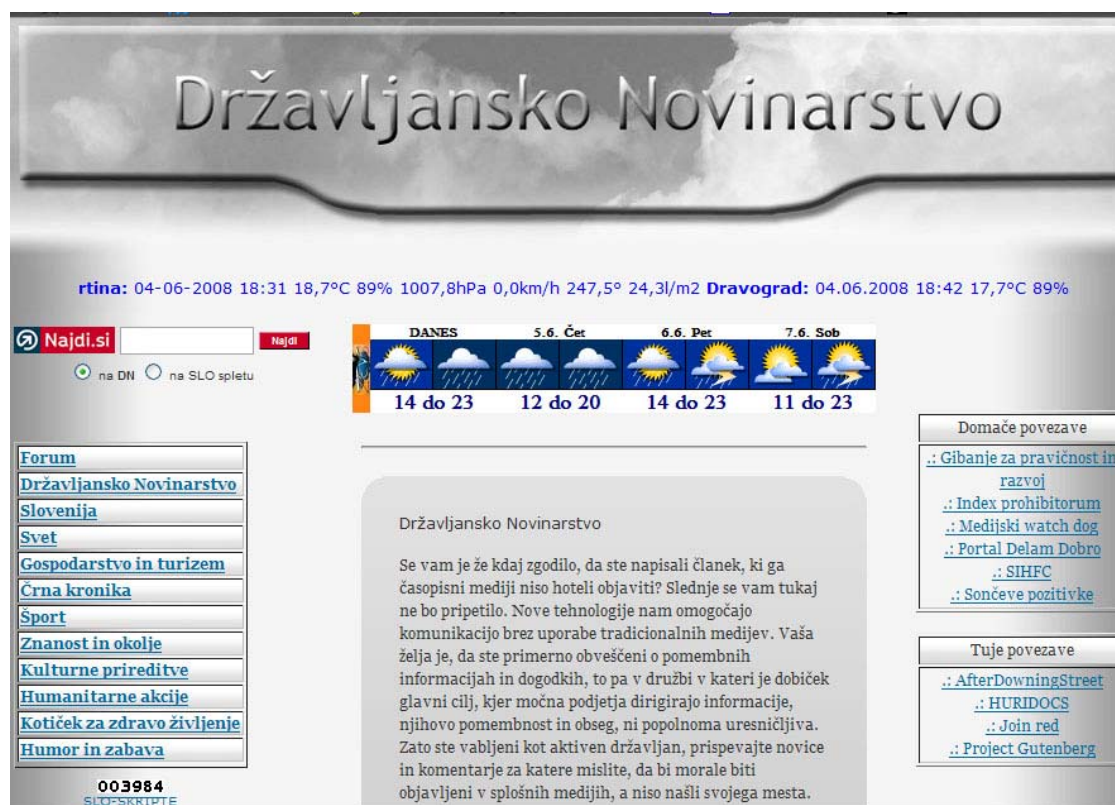 Državljansko Novinarstvo
rtina: 04-06-2008 18:31 18,7°C 89% 1007,8hPa 0,0km/h 247,5° 24,3l/m2 Dravograd: 04.06.2008 18:42 17,7°C 89%
Najdi.si
Najdi
na DN na SLO spletu
DANES 5.6. Čet 6.6. Pet 7.6. Sob
14 do 23 12 do 20 14 do 23 11 do 23
Forum
Državljansko Novinarstvo
Slovenija
Svet
Gospodarstvo in turizem
Črna kronika
Šport
Znanost in okolje
Kulturne prireditve
Humanitarne akcije
Kotiček za zdravo življenje
Humor in zabava
003984
SLO-SKRIPTE
Državljansko Novinarstvo
Se vam je že kdaj zgodilo, da ste napisali članek, ki ga
časopisni mediji niso hoteli objaviti? Slednje se vam tukaj
ne bo pripetilo. Nove tehnologije nam omogočajo
komunikacijo brez uporabe tradicionalnih medijev. Vaša
želja je, da ste primerno obveščeni o pomembnih
informacijah in dogodkih, to pa v družbi v kateri je dobiček
glavni cilj, kjer močna podjetja dirigirajo informacije,
njihovo pomembnost in obseg, ni popolnoma uresničljiva.
Zato ste vabljeni kot aktiven državljan, prispevajte novice
in komentarje za katere mislite, da bi morale biti
objavljeni v splošnih medijih, a niso našli svojega mesta.
Domače povezave
.: Gibanje za pravičnost in
razvoj
.: Index prohibitorum
.: Medijski watch dog
.: Portal Delam Dobro
.: SIHFC
.: Sončeve pozitivke
Tuje povezave
.: AfterDowningStreet
.: HURIDOCS
.: Join red
.: Project Gutenberg